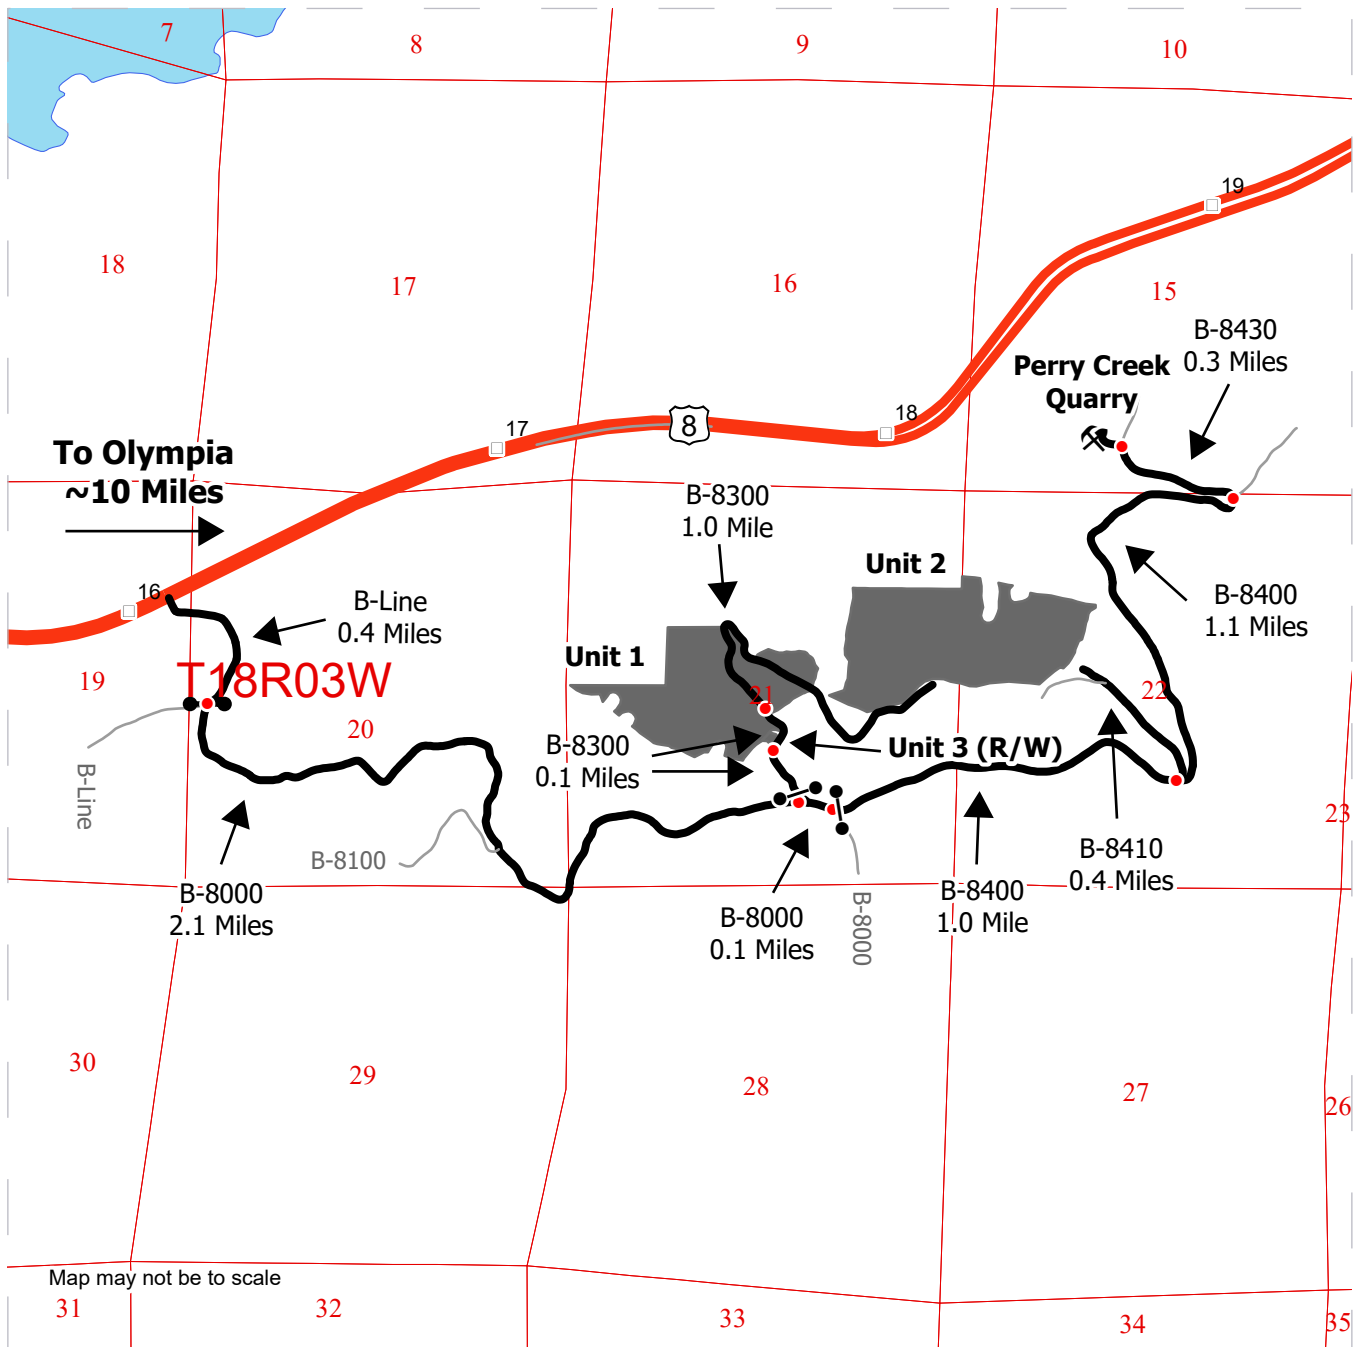 7
8
9
10
19
18
17
16
15
B-8430
0.3 Miles
Perry Creek
Quarry
18
17
8
To Olympia
~10 Miles
B-8300
1.0 Mile
Unit 2
16
B-Line
0.4 Miles
B-8400
1.1 Miles
Unit 1
19
T18R03W
21
22
20
B-8300
0.1 Miles
Unit 3 (R/W)
B-Line
23
B-8100
B-8410
0.4 Miles
B-8000
2.1 Miles
B-8000
0.1 Miles
B-8000
B-8400
1.0 Mile
30
29
28
27
26
Map may not be to scale
31
32
33
34
35